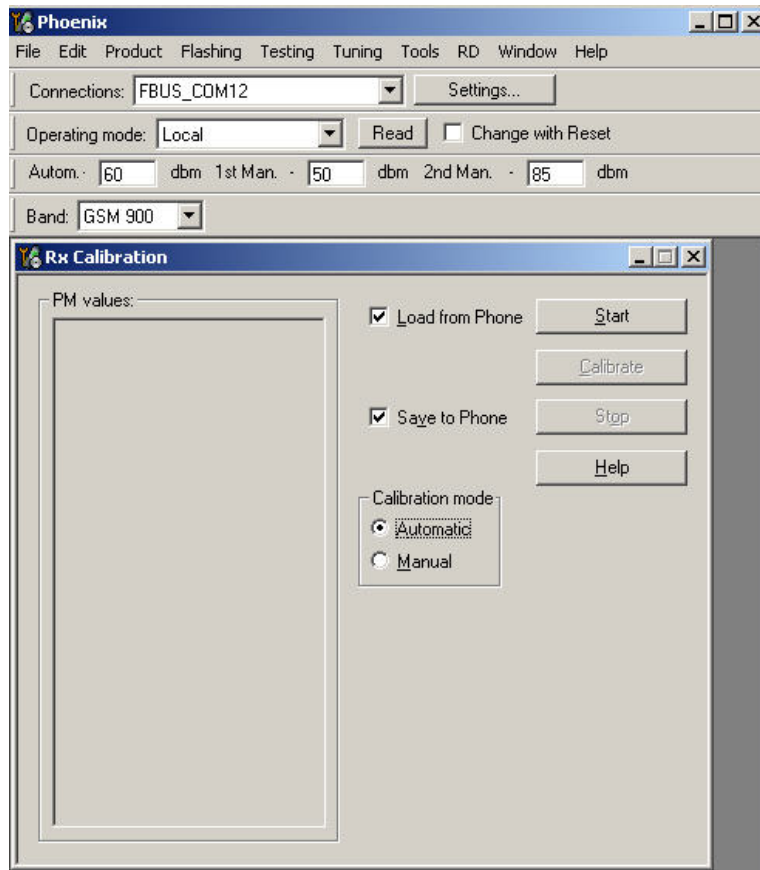 Phoenix
File Edit Product Flashing Testing Tuning Tools RD Window Help
Connections: FBUS_COM12 Settings...
Operating mode: Local Read Change with Reset
Autom. - 60 dbm 1st Man. - 50 dbm 2nd Man. - 85 dbm
Band: GSM 900
Rx Calibration
PM values:
Load from Phone Start
Calibrate
Save to Phone Stop
Help
Calibration mode
Automatic
Manual